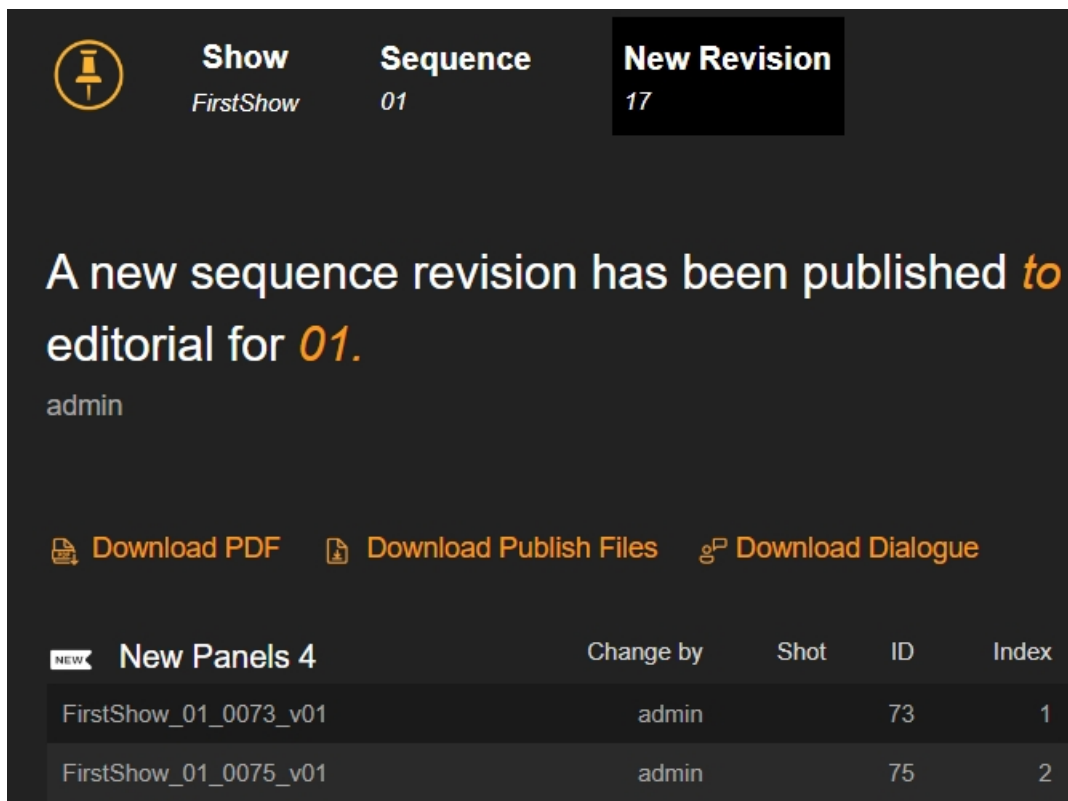 Show Sequence New Revision
FirstShow 01 17
A new sequence revision has been published to
editorial for 01.
admin
Download PDF Download Publish Files Download Dialogue
NEW New Panels 4 Change by Shot ID Index
FirstShow_01_0073_v01 admin 73 1
FirstShow_01_0075_v01 admin 75 2